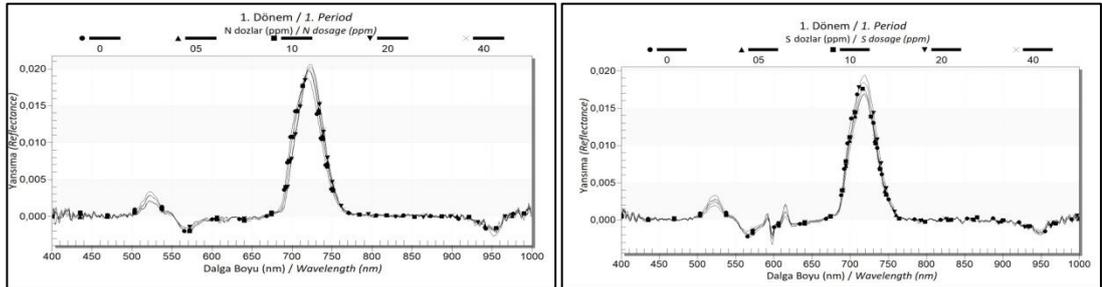 1. Dönem / 1. Period
N dozlar (ppm) / N dosage (ppm)
0 05 10 20 40
0,020
0,015
0,010
0,005
0,000
Yansıma (Reflectance)
400 450 500 550 600 650 700 750 800 850 900 950 1000
Dalga Boyu (nm) / Wavelength (nm)
1. Dönem / 1. Period
S dozlar (ppm) / S dosage (ppm)
0 05 10 20 40
0,020
0,015
0,010
0,005
0,000
Yansıma (Reflectance)
400 450 500 550 600 650 700 750 800 850 900 950 1000
Dalga Boyu (nm) / Wavelength (nm)